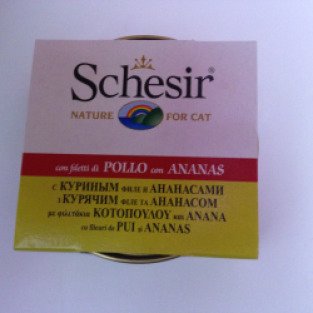 Schesir®
NATURE FOR CAT
con filetti di POLLO con ANANAS
с КУРИНЫМ филе и АНАНАСАМИ
з КУРЯЧИМ філе та АНАНАСОМ
με φιλετάκια ΚΟΤΟΠΟΥΛΟΥ και ΑΝΑΝΑ
cu fileuri de PUI și ANANAS